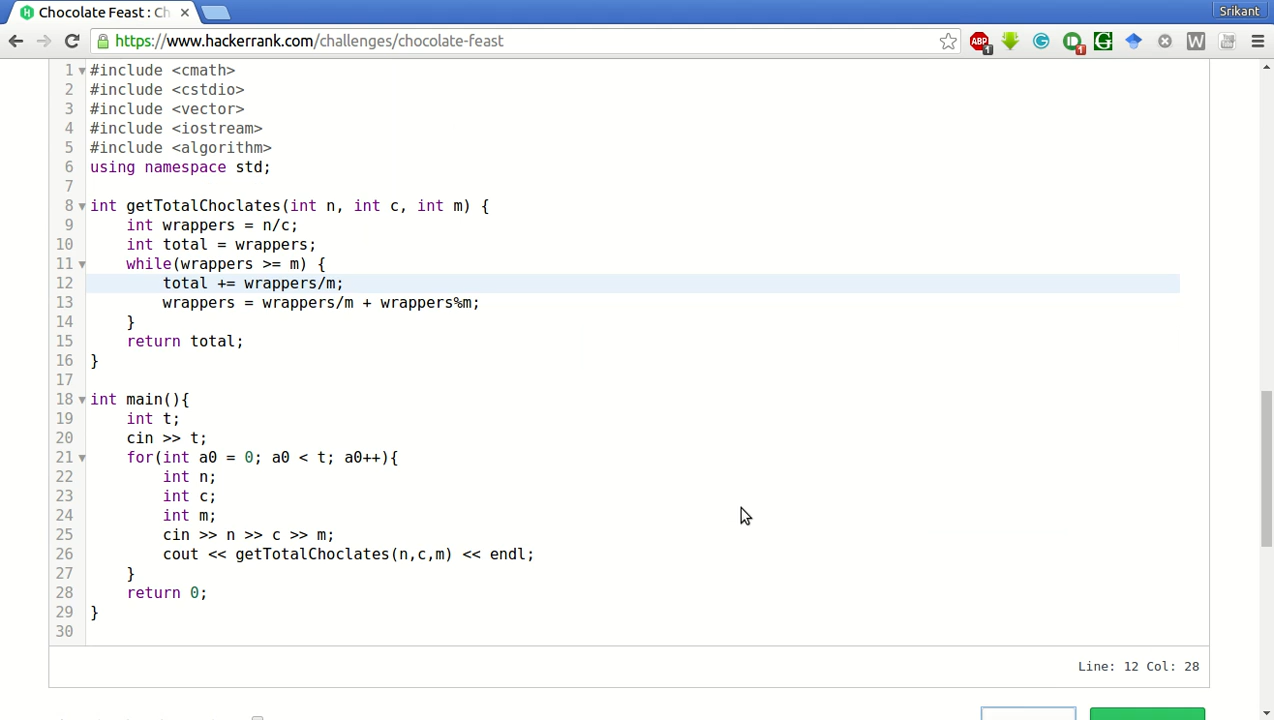 Chocolate Feast : Ch
Srikant
https://www.hackerrank.com/challenges/chocolate-feast
ABP
1
G
1
G
W
1 #include <cmath>
2 #include <cstdio>
3 #include <vector>
4 #include <iostream>
5 #include <algorithm>
6 using namespace std;
7
8 int getTotalChoclates(int n, int c, int m) {
9 int wrappers = n/c;
10 int total = wrappers;
11 while(wrappers >= m) {
12 total += wrappers/m;
13 wrappers = wrappers/m + wrappers%m;
14 }
15 return total;
16 }
17
18 int main(){
19 int t;
20 cin >> t;
21 for(int a0 = 0; a0 < t; a0++){
22 int n;
23 int c;
24 int m;
25 cin >> n >> c >> m;
26 cout << getTotalChoclates(n,c,m) << endl;
27 }
28 return 0;
29 }
30
Line: 12 Col: 28